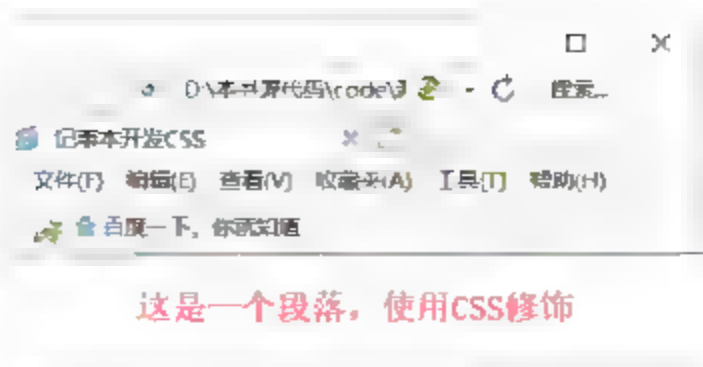 D:\本书源代码\code\ 搜索...
记事本开发CSS
文件(F) 编辑(E) 查看(V) 收藏夹(A) 工具(T) 帮助(H)
百度一下，你就知道
这是一个段落，使用CSS修饰